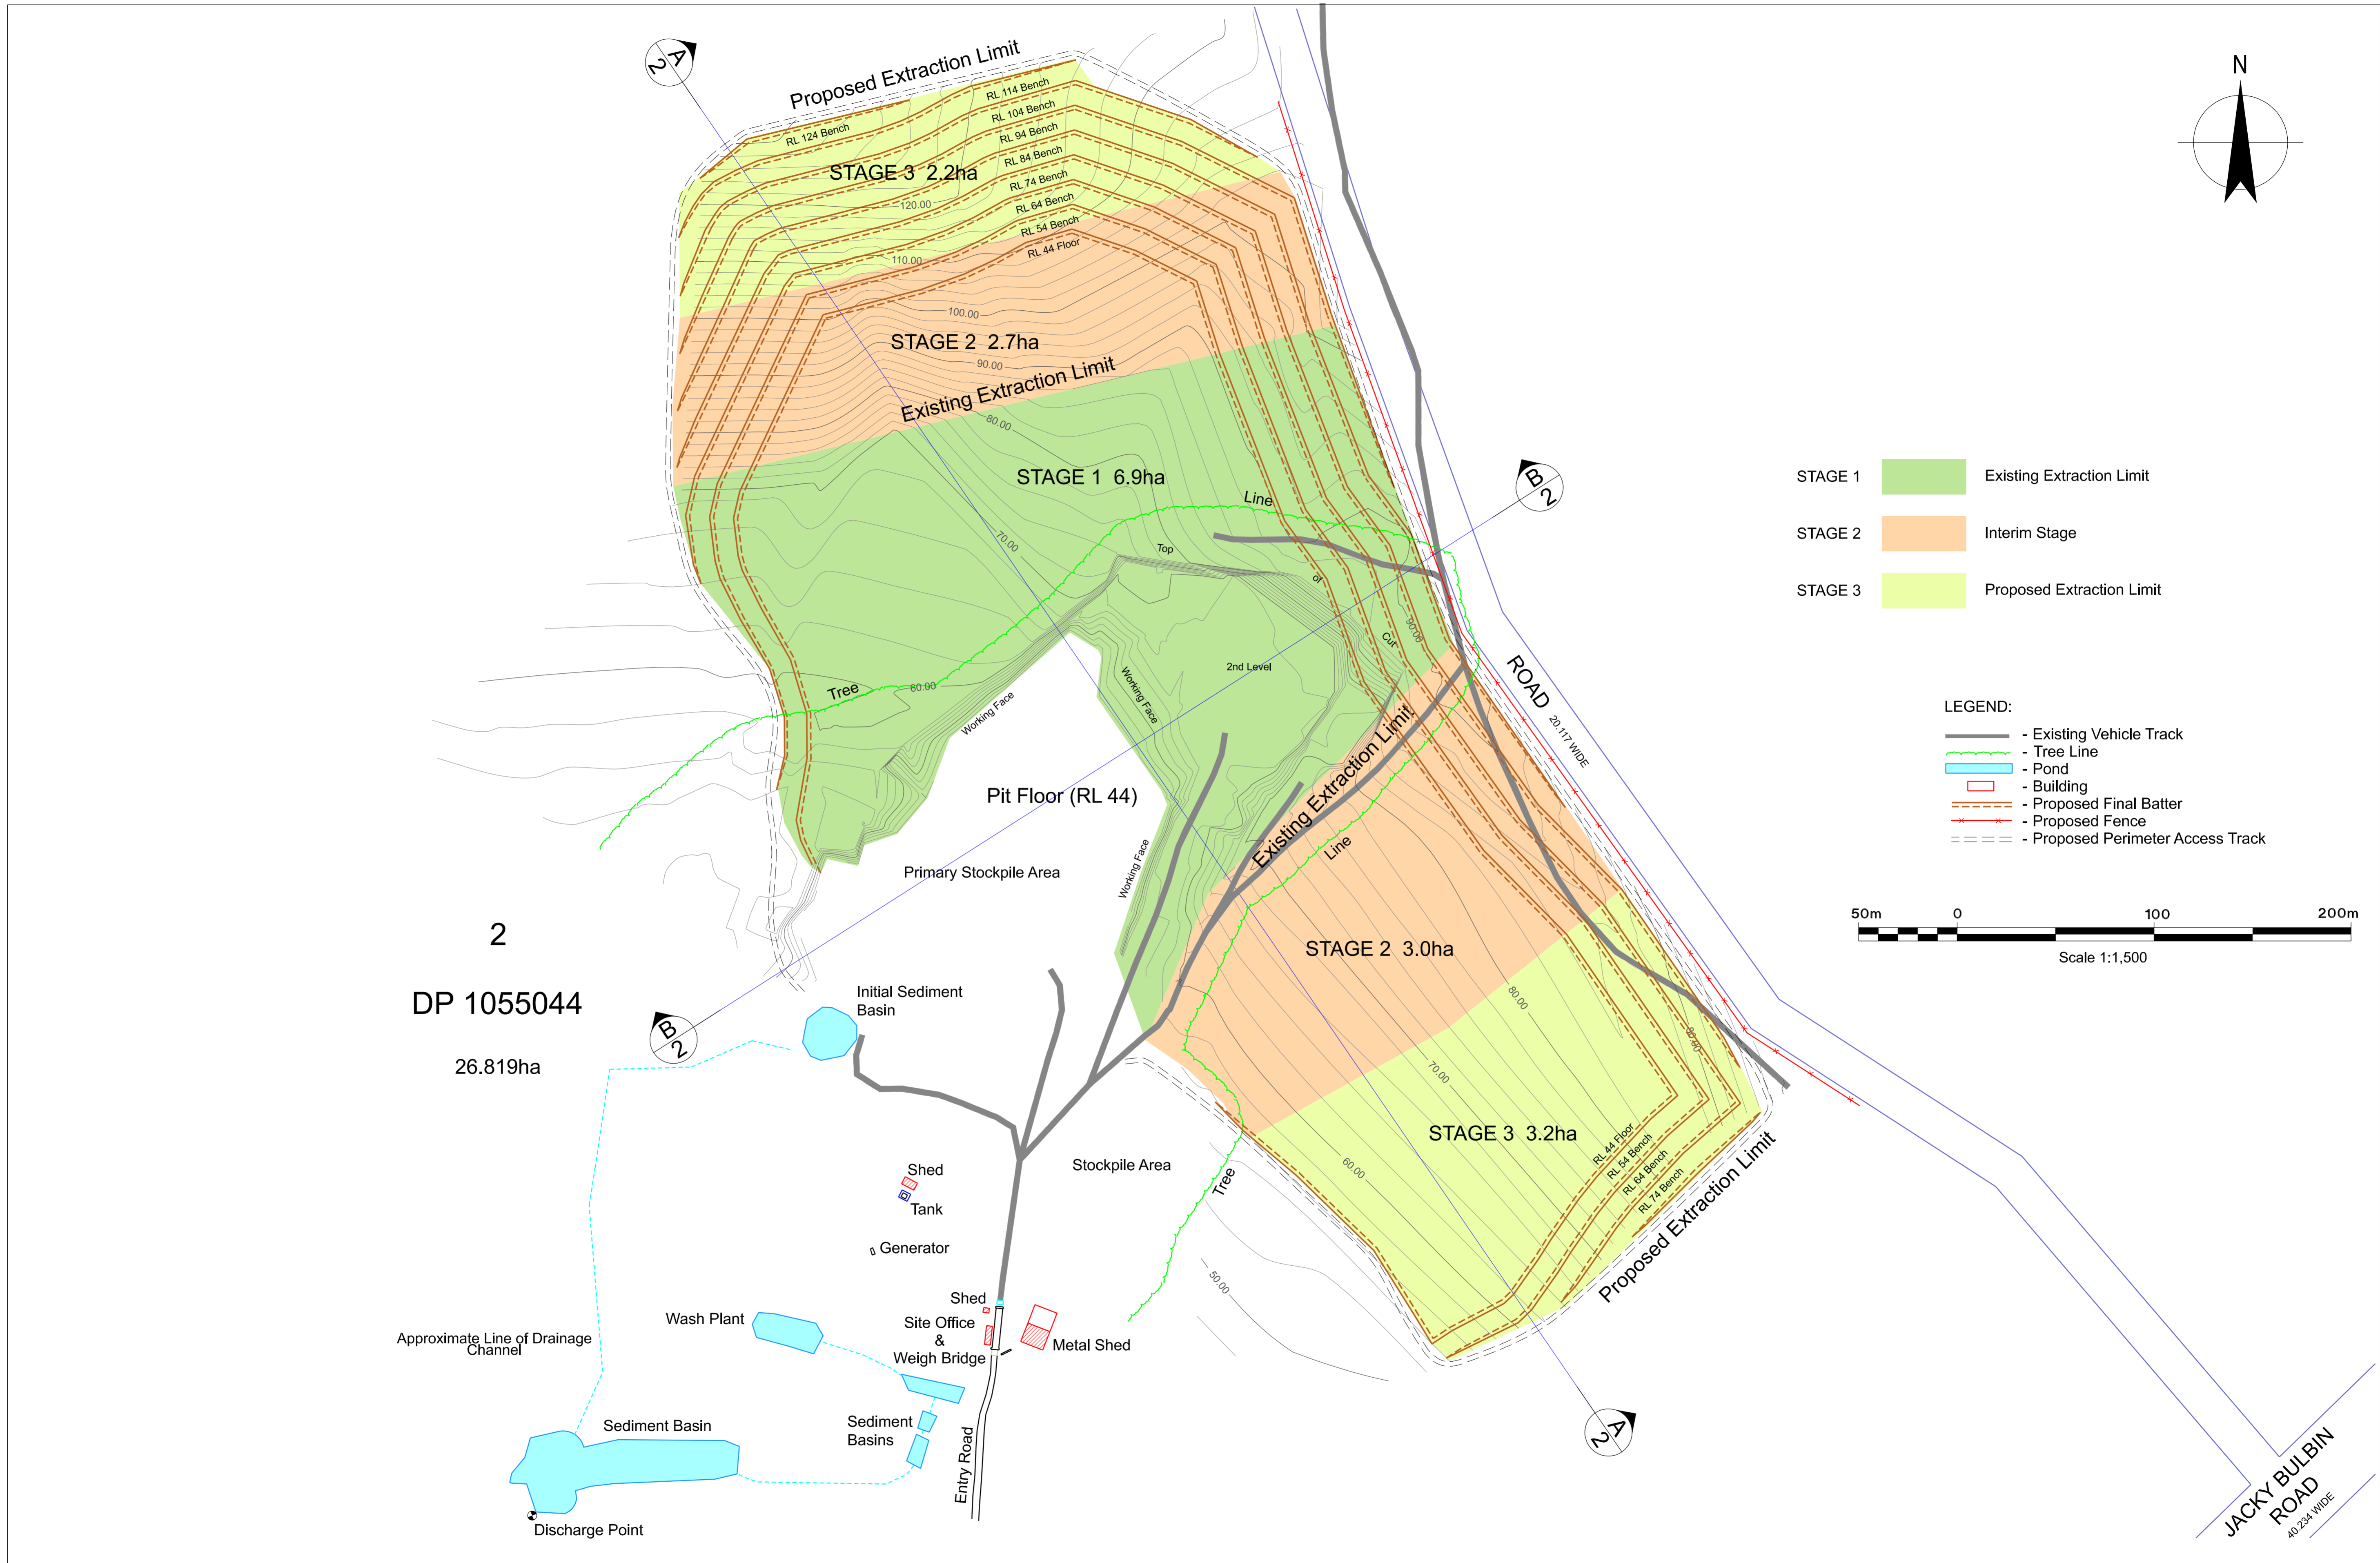 A
2
Proposed Extraction Limit
N
RL 124 Bench
RL 114 Bench
RL 104 Bench
RL 94 Bench
RL 84 Bench
RL 74 Bench
RL 64 Bench
RL 54 Bench
RL 44 Floor
STAGE 3 2.2ha
120.00
110.00
100.00
STAGE 2 2.7ha
90.00
Existing Extraction Limit
80.00
STAGE 1 6.9ha
Line
B
2
70.00
Top
of
Cut
90.00
2nd Level
Tree
60.00
Working Face
Working Face
Working Face
Pit Floor (RL 44)
Primary Stockpile Area
Existing Extraction Limit
Line
ROAD
20.117 WIDE
STAGE 1
Existing Extraction Limit
STAGE 2
Interim Stage
STAGE 3
Proposed Extraction Limit
LEGEND:
- Existing Vehicle Track
- Tree Line
- Pond
- Building
- Proposed Final Batter
- Proposed Fence
- Proposed Perimeter Access Track
50m 0 100 200m
Scale 1:1,500
2
DP 1055044
26.819ha
B
2
Initial Sediment
Basin
STAGE 2 3.0ha
80.00
80.00
70.00
STAGE 3 3.2ha
60.00
RL 44 Floor
RL 54 Bench
RL 64 Bench
RL 74 Bench
Proposed Extraction Limit
Stockpile Area
Tree
50.00
Shed
Tank
Generator
Shed
Site Office
&
Weigh Bridge
Metal Shed
Wash Plant
Approximate Line of Drainage
Channel
Sediment Basin
Sediment
Basins
Entry Road
Discharge Point
A
2
JACKY BULBIN
ROAD
40.234 WIDE